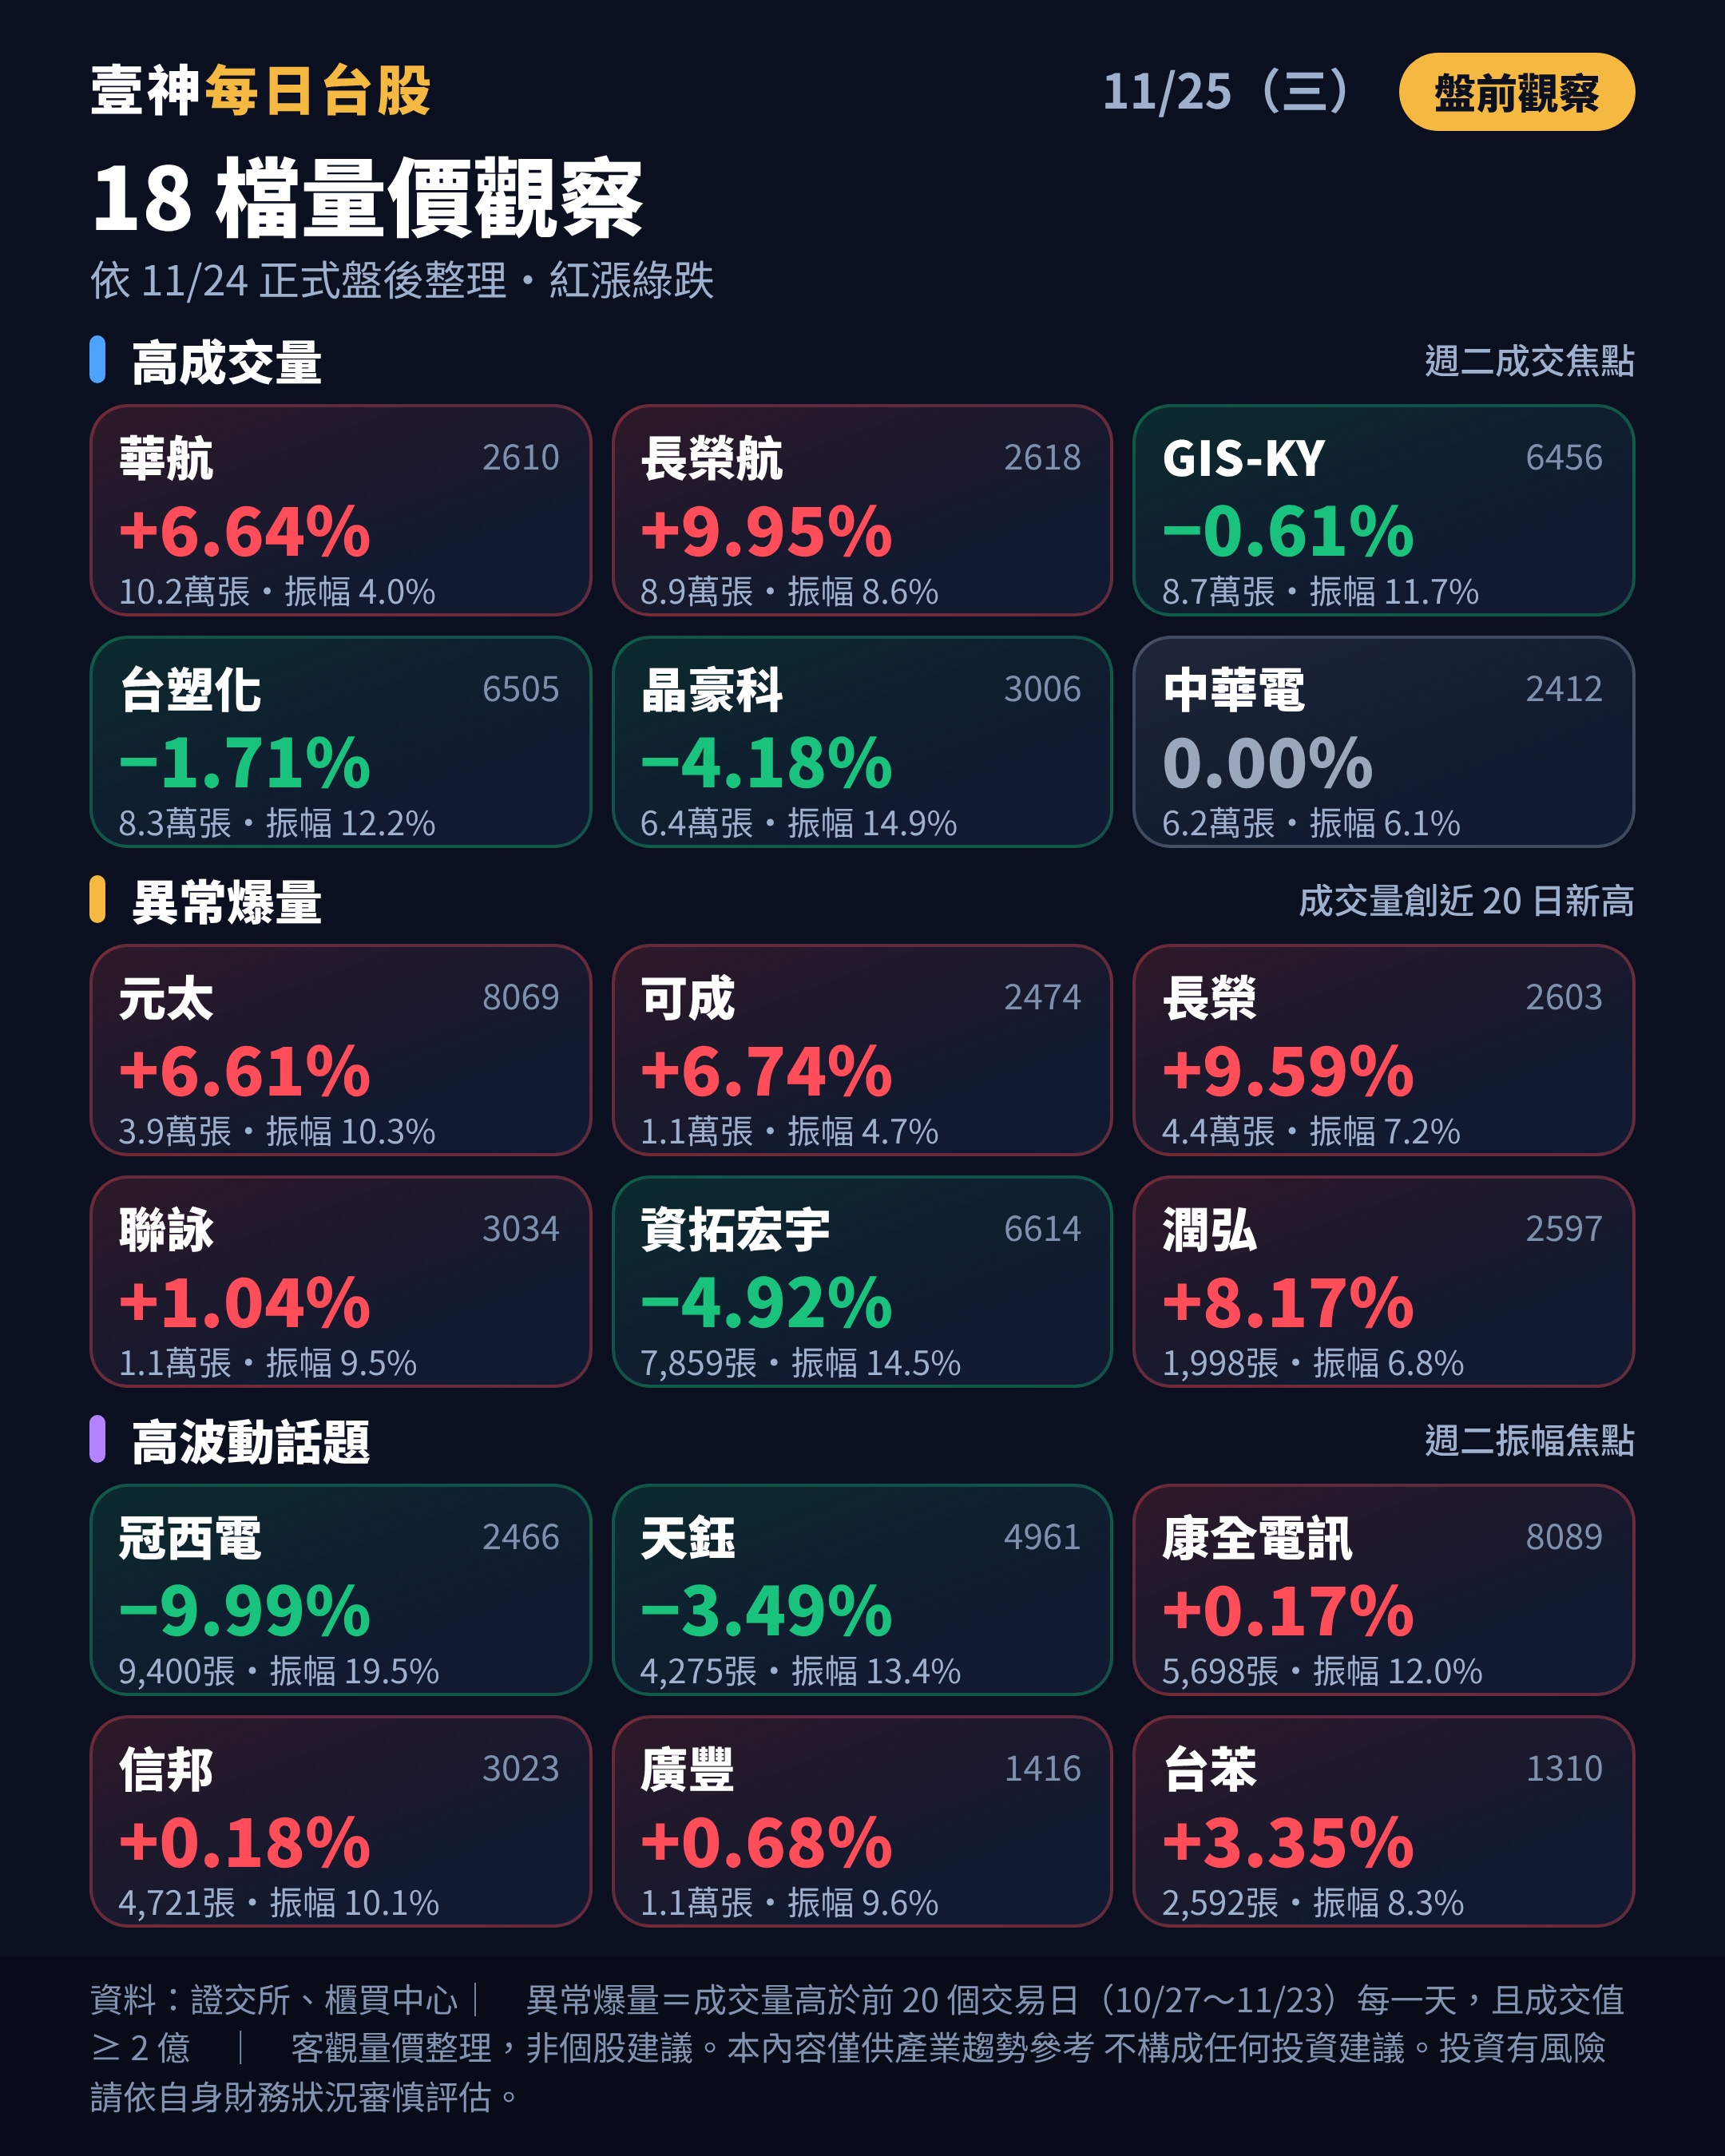 壹神每日台股
11/25（三）
盤前觀察
18 檔量價觀察
依 11/24 正式盤後整理・紅漲綠跌
高成交量
週二成交焦點
華航 2610
+6.64%
10.2萬張・振幅 4.0%
長榮航 2618
+9.95%
8.9萬張・振幅 8.6%
GIS-KY 6456
−0.61%
8.7萬張・振幅 11.7%
台塑化 6505
−1.71%
8.3萬張・振幅 12.2%
晶豪科 3006
−4.18%
6.4萬張・振幅 14.9%
中華電 2412
0.00%
6.2萬張・振幅 6.1%
異常爆量
成交量創近 20 日新高
元太 8069
+6.61%
3.9萬張・振幅 10.3%
可成 2474
+6.74%
1.1萬張・振幅 4.7%
長榮 2603
+9.59%
4.4萬張・振幅 7.2%
聯詠 3034
+1.04%
1.1萬張・振幅 9.5%
資拓宏宇 6614
−4.92%
7,859張・振幅 14.5%
潤弘 2597
+8.17%
1,998張・振幅 6.8%
高波動話題
週二振幅焦點
冠西電 2466
−9.99%
9,400張・振幅 19.5%
天鈺 4961
−3.49%
4,275張・振幅 13.4%
康全電訊 8089
+0.17%
5,698張・振幅 12.0%
信邦 3023
+0.18%
4,721張・振幅 10.1%
廣豐 1416
+0.68%
1.1萬張・振幅 9.6%
台苯 1310
+3.35%
2,592張・振幅 8.3%
資料：證交所、櫃買中心｜　異常爆量＝成交量高於前 20 個交易日（10/27～11/23）每一天，且成交值
≥ 2 億　｜　客觀量價整理，非個股建議。本內容僅供產業趨勢參考 不構成任何投資建議。投資有風險
請依自身財務狀況審慎評估。